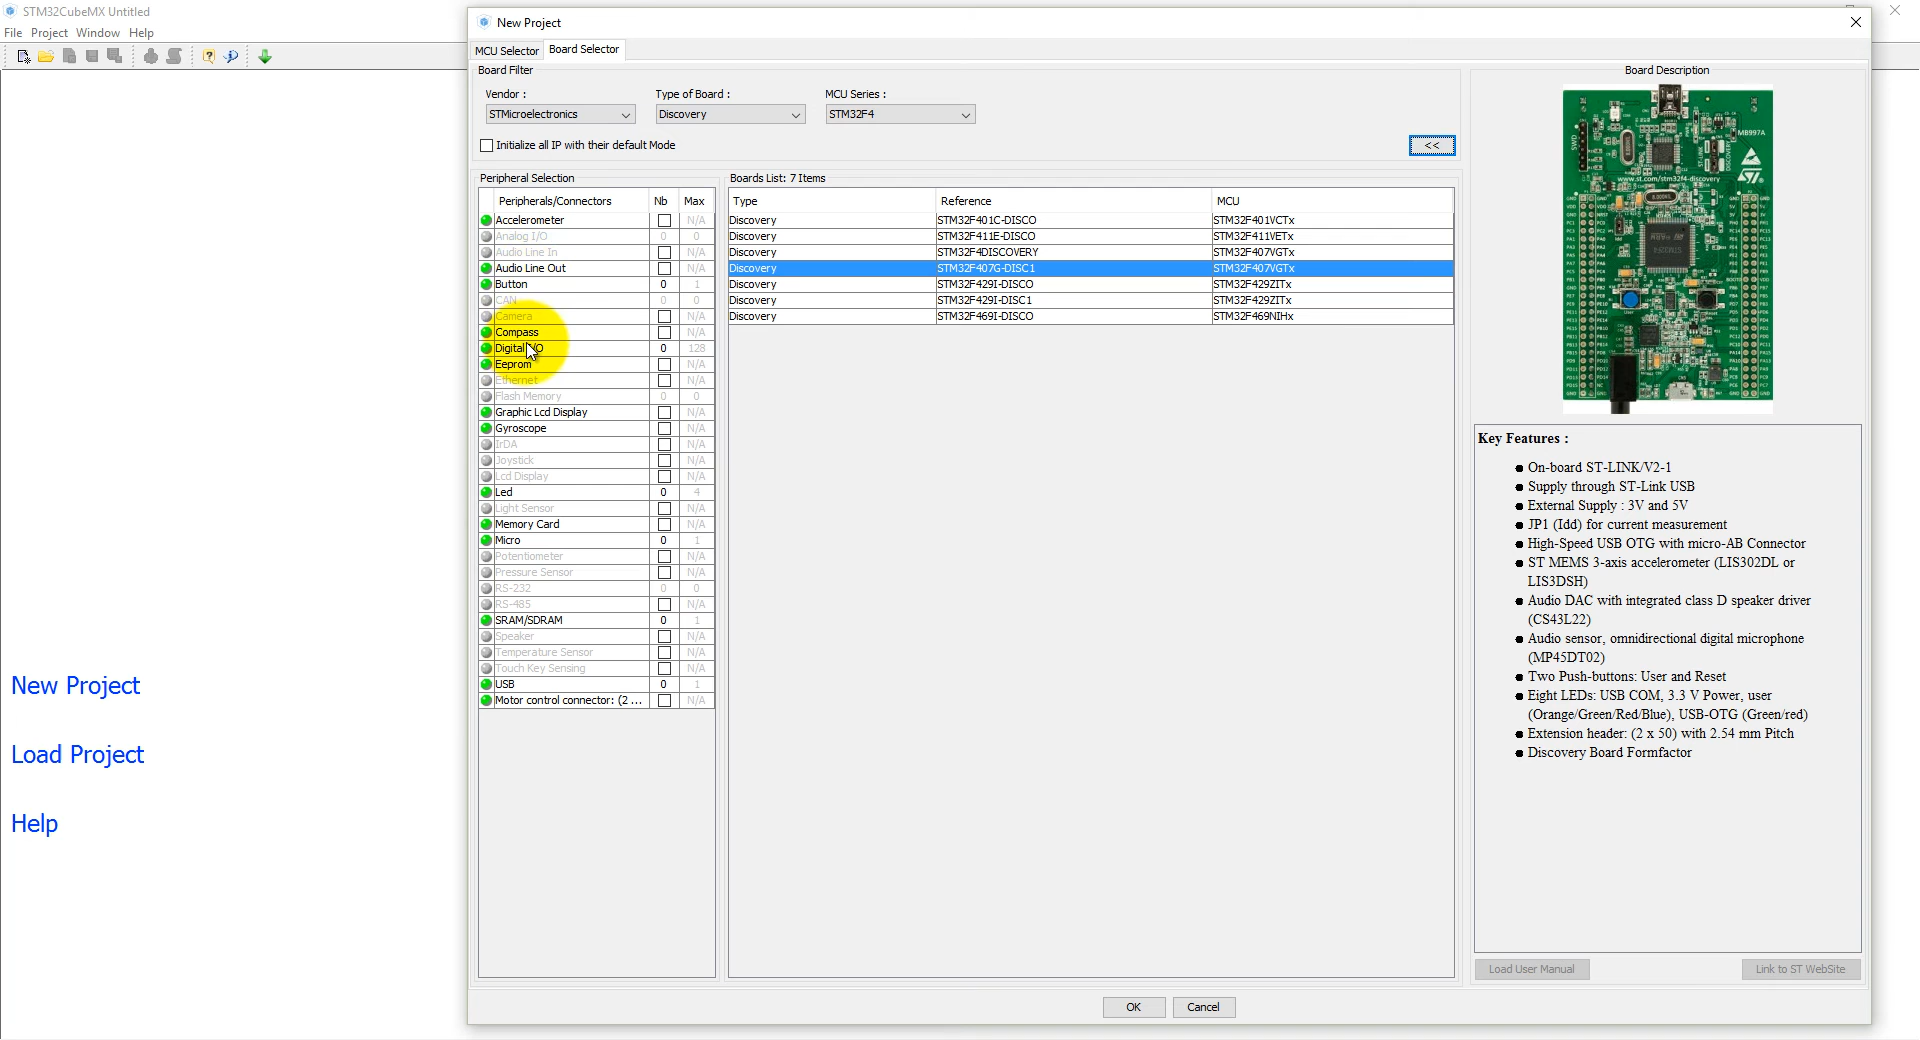 STM32CubeMX Untitled
File Project Window Help
New Project
MCU Selector Board Selector
Board Filter
Vendor : Type of Board : MCU Series :
STMicroelectronics Discovery STM32F4
Initialize all IP with their default Mode
<<
Peripheral Selection
Peripherals/Connectors Nb Max
Accelerometer N/A
Analog I/O 0 0
Audio Line In N/A
Audio Line Out N/A
Button 0 1
CAN 0 0
Camera N/A
Compass N/A
Digital I/O 0 128
Eeprom N/A
Ethernet N/A
Flash Memory 0 0
Graphic Lcd Display N/A
Gyroscope N/A
IrDA N/A
Joystick N/A
Lcd Display N/A
Led 0 4
Light Sensor N/A
Memory Card N/A
Micro 0 1
Potentiometer N/A
Pressure Sensor N/A
RS-232 0 0
RS-485 N/A
SRAM/SDRAM 0 1
Speaker N/A
Temperature Sensor N/A
Touch Key Sensing N/A
USB 0 1
Motor control connector: (2 ... N/A
Boards List: 7 Items
Type Reference MCU
Discovery STM32F401C-DISCO STM32F401VCTx
Discovery STM32F411E-DISCO STM32F411VETx
Discovery STM32F4DISCOVERY STM32F407VGTx
Discovery STM32F407G-DISC1 STM32F407VGTx
Discovery STM32F429I-DISCO STM32F429ZITx
Discovery STM32F429I-DISC1 STM32F429ZITx
Discovery STM32F469I-DISCO STM32F469NIHx
Board Description
MB997A
SWD
ST-LINK
DISCOVERY
www.st.com/stm32f4-discovery
Key Features :
On-board ST-LINK/V2-1
Supply through ST-Link USB
External Supply : 3V and 5V
JP1 (Idd) for current measurement
High-Speed USB OTG with micro-AB Connector
ST MEMS 3-axis accelerometer (LIS302DL or
LIS3DSH)
Audio DAC with integrated class D speaker driver
(CS43L22)
Audio sensor, omnidirectional digital microphone
(MP45DT02)
Two Push-buttons: User and Reset
Eight LEDs: USB COM, 3.3 V Power, user
(Orange/Green/Red/Blue), USB-OTG (Green/red)
Extension header: (2 x 50) with 2.54 mm Pitch
Discovery Board Formfactor
Load User Manual Link to ST WebSite
OK Cancel
New Project
Load Project
Help